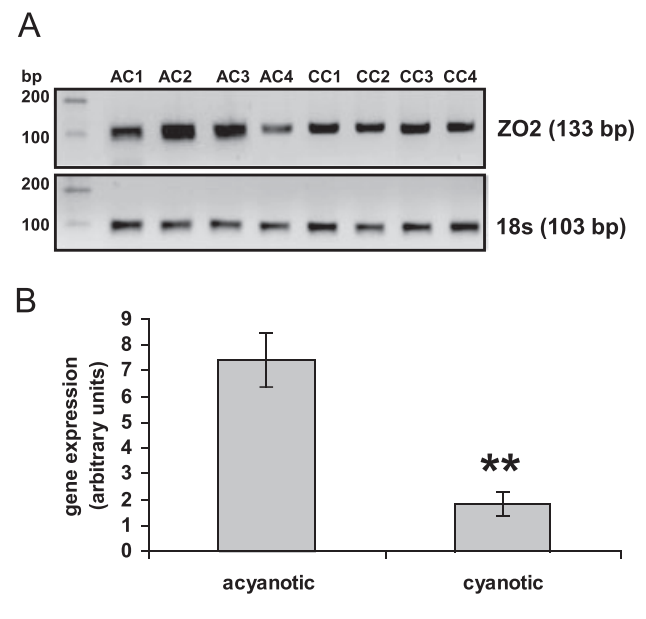 A
bp AC1 AC2 AC3 AC4 CC1 CC2 CC3 CC4
200
100
ZO2 (133 bp)
200
100
18s (103 bp)
B
gene expression
(arbitrary units)
9
8
7
6
5
4
3
2
1
0
**
acyanotic cyanotic